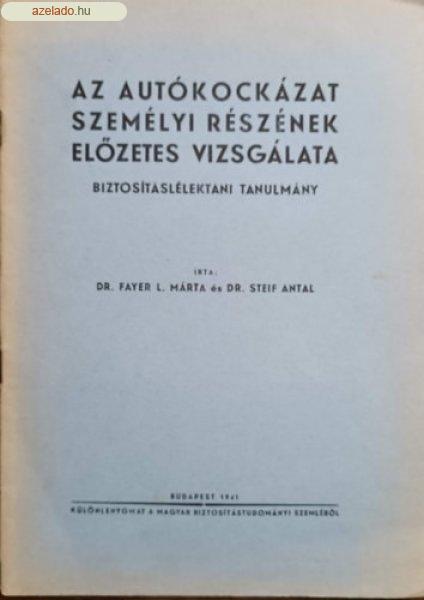 azelado.hu
AZ AUTÓKOCKÁZAT
SZEMÉLYI RÉSZÉNEK
ELŐZETES VIZSGÁLATA
BIZTOSÍTÁSLÉLEKTANI TANULMÁNY
IRTA:
DR. FAYER L. MÁRTA és DR. STEIF ANTAL
BUDAPEST 1941
KÜLÖNLENYOMAT A MAGYAR BIZTOSÍTÁSTUDOMÁNYI SZEMLÉBŐL